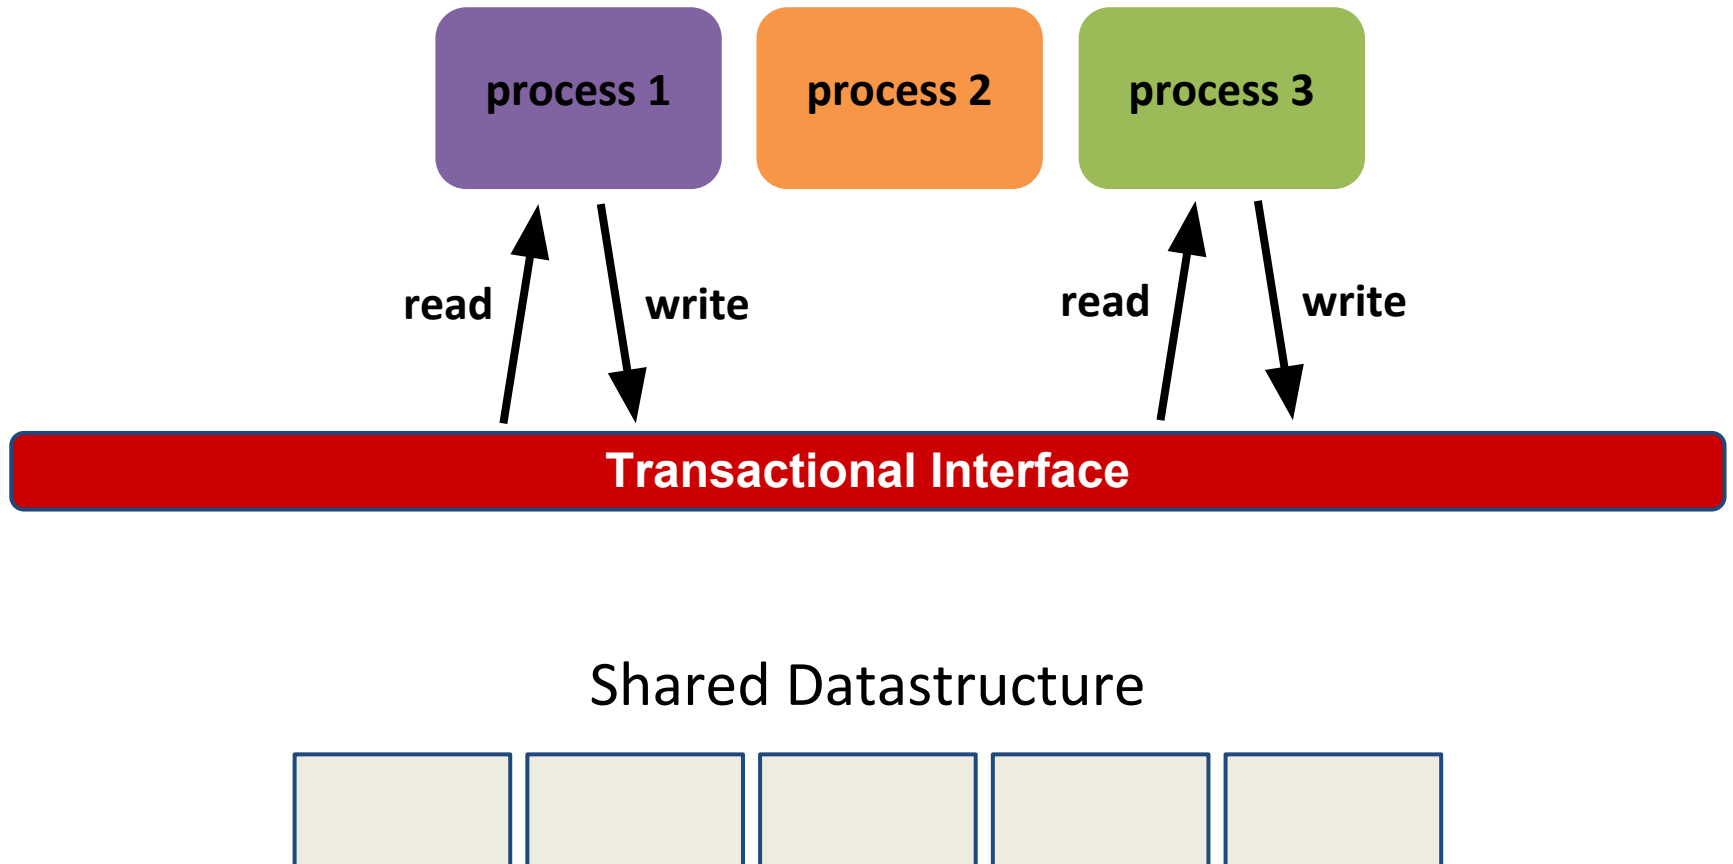 process 1
process 2
process 3
read
write
read
write
Transactional Interface
Shared Datastructure